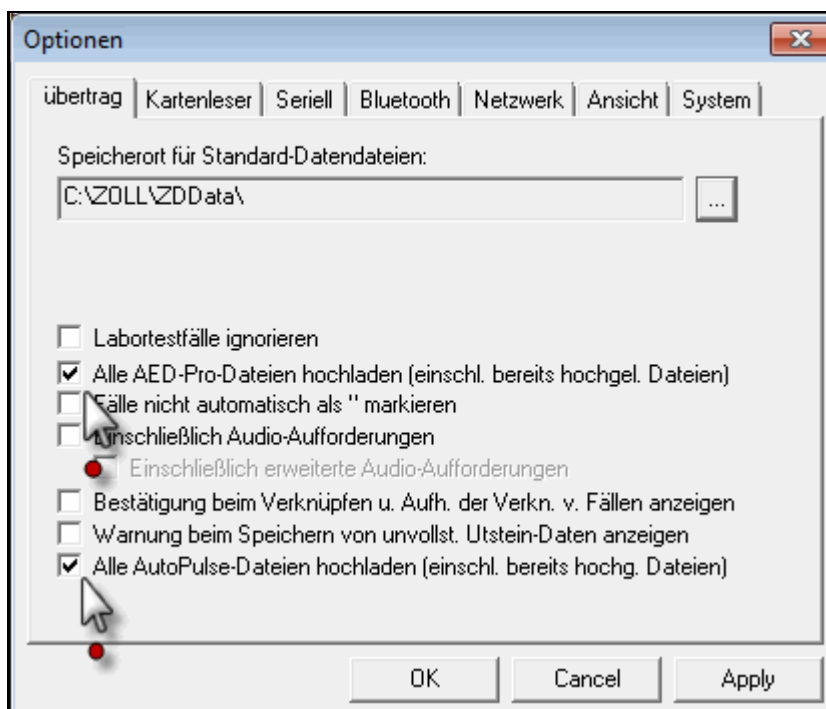 Optionen
übertrag Kartenleser Seriell Bluetooth Netzwerk Ansicht System
Speicherort für Standard-Datendateien:
C:\ZOLL\ZDData\ ...
Labortestfälle ignorieren
Alle AED-Pro-Dateien hochladen (einschl. bereits hochgel. Dateien)
Fälle nicht automatisch als '' markieren
Einschließlich Audio-Aufforderungen
Einschließlich erweiterte Audio-Aufforderungen
Bestätigung beim Verknüpfen u. Aufh. der Verkn. v. Fällen anzeigen
Warnung beim Speichern von unvollst. Utstein-Daten anzeigen
Alle AutoPulse-Dateien hochladen (einschl. bereits hochg. Dateien)
OK Cancel Apply